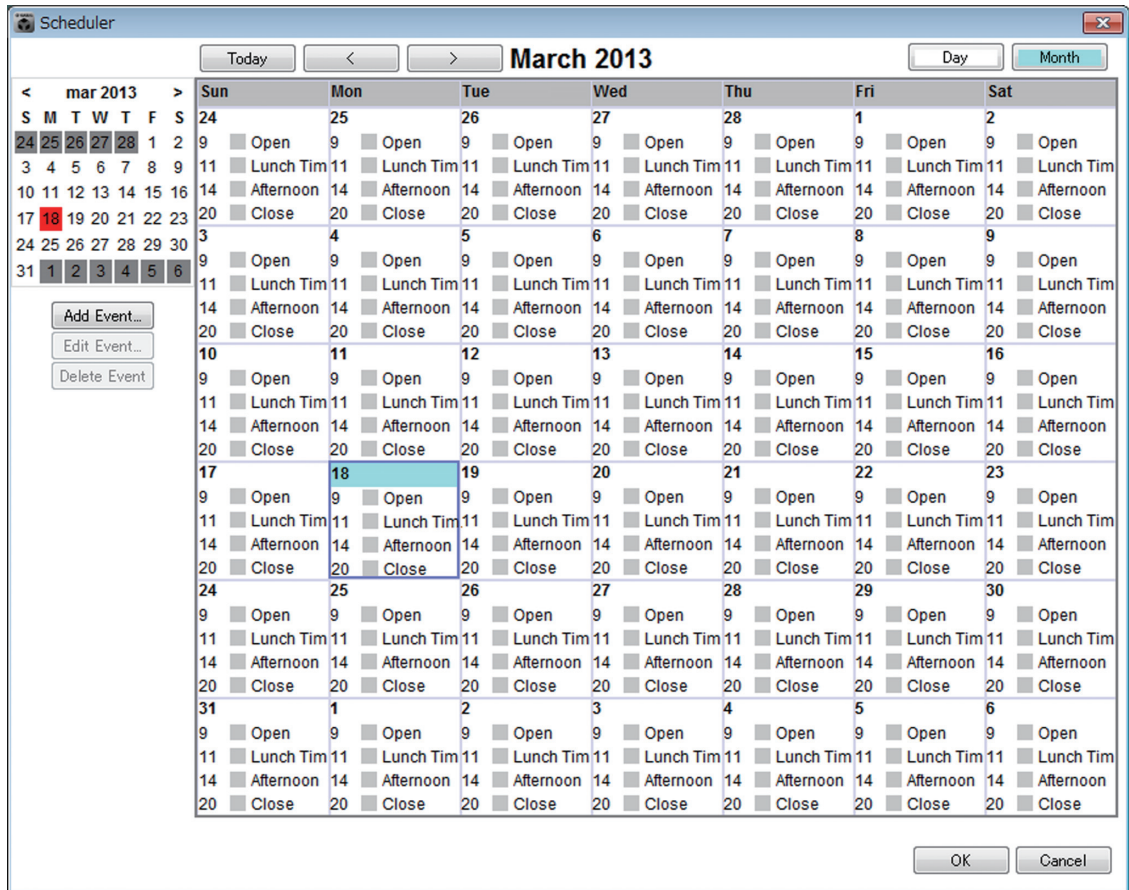 Scheduler
Today < > March 2013 Day Month
< mar 2013 >
S M T W T F S
24 25 26 27 28 1 2
3 4 5 6 7 8 9
10 11 12 13 14 15 16
17 18 19 20 21 22 23
24 25 26 27 28 29 30
31 1 2 3 4 5 6
Add Event...
Edit Event...
Delete Event
Sun Mon Tue Wed Thu Fri Sat
24 25 26 27 28 1 2
9 Open 9 Open 9 Open 9 Open 9 Open 9 Open 9 Open
11 Lunch Tim 11 Lunch Tim 11 Lunch Tim 11 Lunch Tim 11 Lunch Tim 11 Lunch Tim 11 Lunch Tim
14 Afternoon 14 Afternoon 14 Afternoon 14 Afternoon 14 Afternoon 14 Afternoon 14 Afternoon
20 Close 20 Close 20 Close 20 Close 20 Close 20 Close 20 Close
3 4 5 6 7 8 9
9 Open 9 Open 9 Open 9 Open 9 Open 9 Open 9 Open
11 Lunch Tim 11 Lunch Tim 11 Lunch Tim 11 Lunch Tim 11 Lunch Tim 11 Lunch Tim 11 Lunch Tim
14 Afternoon 14 Afternoon 14 Afternoon 14 Afternoon 14 Afternoon 14 Afternoon 14 Afternoon
20 Close 20 Close 20 Close 20 Close 20 Close 20 Close 20 Close
10 11 12 13 14 15 16
9 Open 9 Open 9 Open 9 Open 9 Open 9 Open 9 Open
11 Lunch Tim 11 Lunch Tim 11 Lunch Tim 11 Lunch Tim 11 Lunch Tim 11 Lunch Tim 11 Lunch Tim
14 Afternoon 14 Afternoon 14 Afternoon 14 Afternoon 14 Afternoon 14 Afternoon 14 Afternoon
20 Close 20 Close 20 Close 20 Close 20 Close 20 Close 20 Close
17 18 19 20 21 22 23
9 Open 9 Open 9 Open 9 Open 9 Open 9 Open 9 Open
11 Lunch Tim 11 Lunch Tim 11 Lunch Tim 11 Lunch Tim 11 Lunch Tim 11 Lunch Tim 11 Lunch Tim
14 Afternoon 14 Afternoon 14 Afternoon 14 Afternoon 14 Afternoon 14 Afternoon 14 Afternoon
20 Close 20 Close 20 Close 20 Close 20 Close 20 Close 20 Close
24 25 26 27 28 29 30
9 Open 9 Open 9 Open 9 Open 9 Open 9 Open 9 Open
11 Lunch Tim 11 Lunch Tim 11 Lunch Tim 11 Lunch Tim 11 Lunch Tim 11 Lunch Tim 11 Lunch Tim
14 Afternoon 14 Afternoon 14 Afternoon 14 Afternoon 14 Afternoon 14 Afternoon 14 Afternoon
20 Close 20 Close 20 Close 20 Close 20 Close 20 Close 20 Close
31 1 2 3 4 5 6
9 Open 9 Open 9 Open 9 Open 9 Open 9 Open 9 Open
11 Lunch Tim 11 Lunch Tim 11 Lunch Tim 11 Lunch Tim 11 Lunch Tim 11 Lunch Tim 11 Lunch Tim
14 Afternoon 14 Afternoon 14 Afternoon 14 Afternoon 14 Afternoon 14 Afternoon 14 Afternoon
20 Close 20 Close 20 Close 20 Close 20 Close 20 Close 20 Close
OK Cancel